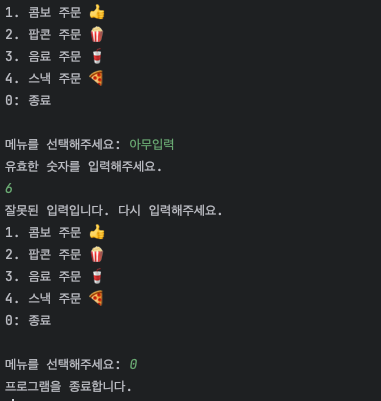 1. 콤보 주문 👍
2. 팝콘 주문 🍿
3. 음료 주문 🥤
4. 스낵 주문 🍕
0: 종료
메뉴를 선택해주세요: 아무입력
유효한 숫자를 입력해주세요.
6
잘못된 입력입니다. 다시 입력해주세요.
1. 콤보 주문 👍
2. 팝콘 주문 🍿
3. 음료 주문 🥤
4. 스낵 주문 🍕
0: 종료
메뉴를 선택해주세요: 0
프로그램을 종료합니다.